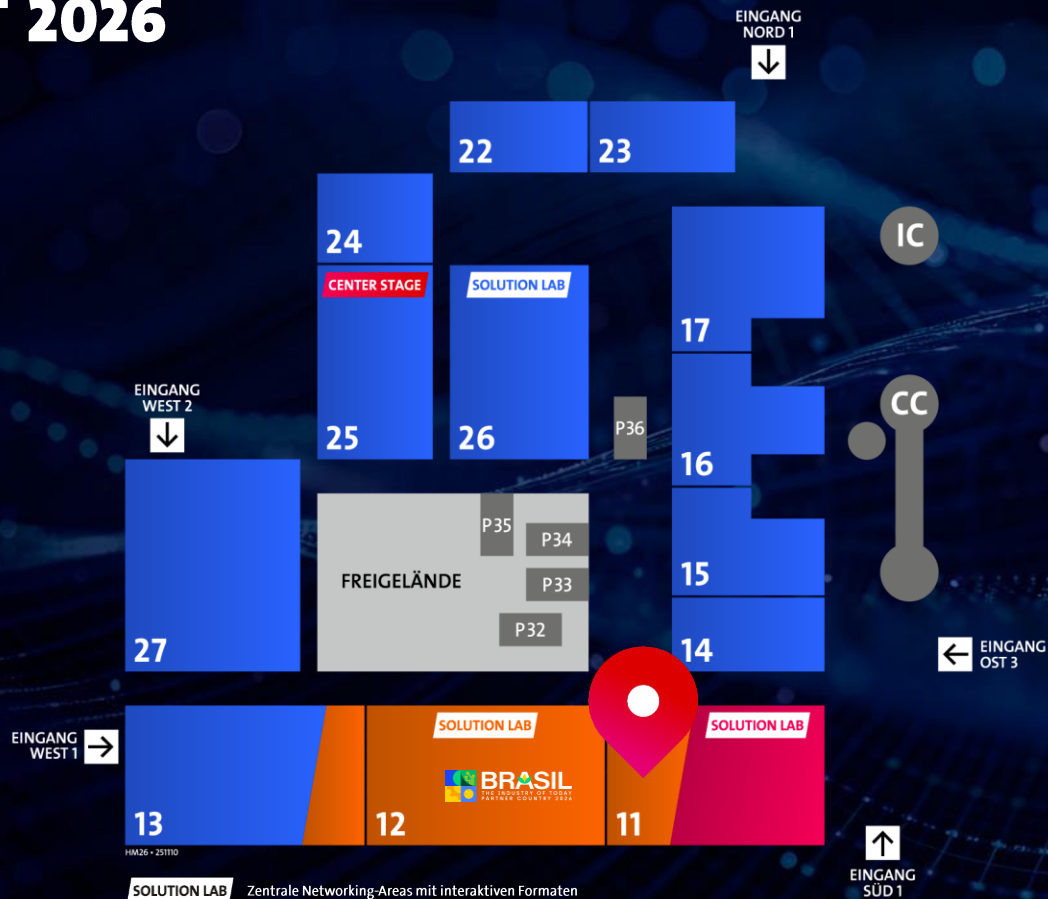 2026
EINGANG
NORD 1
22
23
24
IC
CENTER STAGE
SOLUTION LAB
17
EINGANG
WEST 2
CC
P36
25
26
16
P35
P34
FREIGELÄNDE
P33
15
P32
27
14
EINGANG
OST 3
SOLUTION LAB
SOLUTION LAB
EINGANG
WEST 1
BRASIL
THE INDUSTRY OF TODAY
PARTNER COUNTRY 2026
13
12
11
HM26 • 251110
EINGANG
SÜD 1
SOLUTION LAB Zentrale Networking-Areas mit interaktiven Formaten